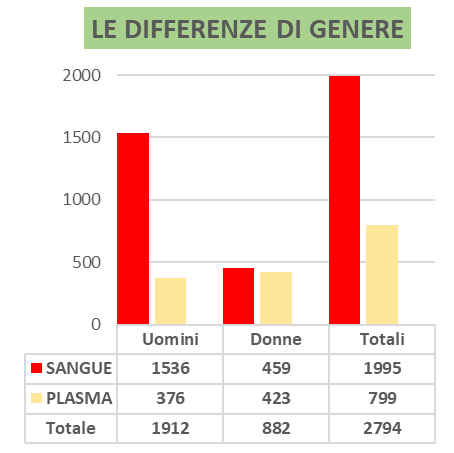 LE DIFFERENZE DI GENERE
2000
1500
1000
500
0
Uomini Donne Totali
SANGUE 1536 459 1995
PLASMA 376 423 799
Totale 1912 882 2794